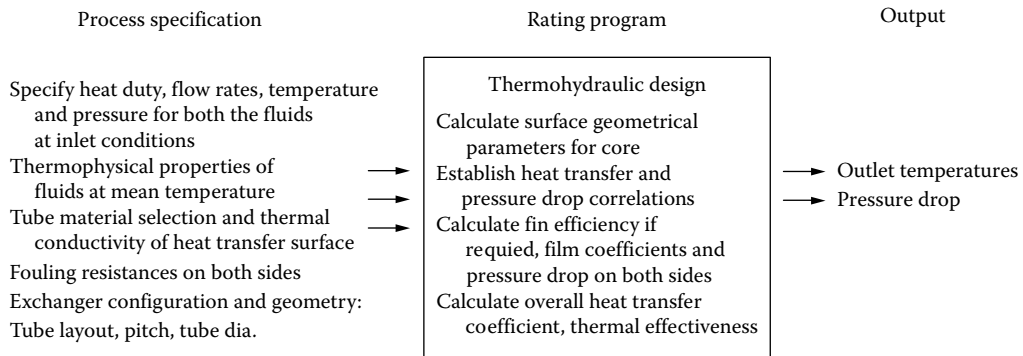 Process specification
Rating program
Output
Specify heat duty, flow rates, temperature
and pressure for both the fluids
at inlet conditions
Thermophysical properties of
fluids at mean temperature
Tube material selection and thermal
conductivity of heat transfer surface
Fouling resistances on both sides
Exchanger configuration and geometry:
Tube layout, pitch, tube dia.
Thermohydraulic design
Calculate surface geometrical
parameters for core
Establish heat transfer and
pressure drop correlations
Calculate fin efficiency if
requied, film coefficients and
pressure drop on both sides
Calculate overall heat transfer
coefficient, thermal effectiveness
Outlet temperatures
Pressure drop